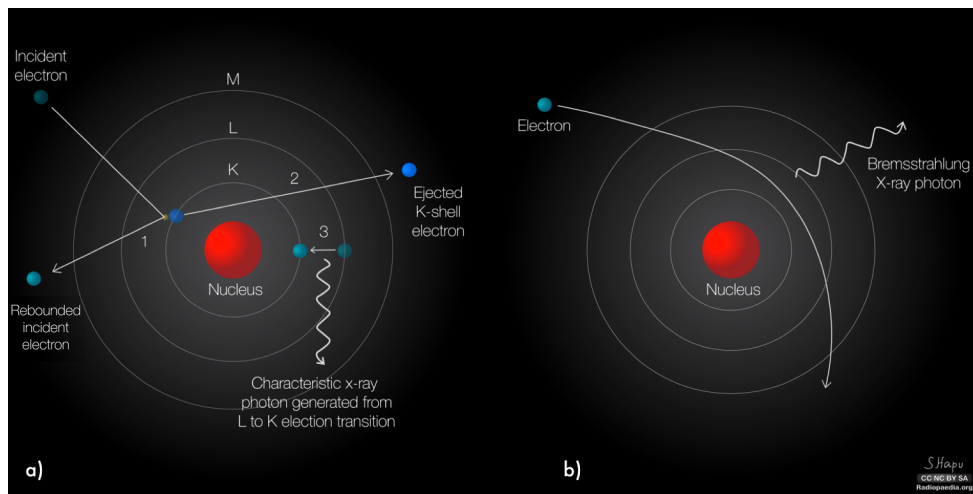 Incident
electron
M
L
K
2
1
3
Ejected
K-shell
electron
Nucleus
Rebounded
incident
electron
Characteristic x-ray
photon generated from
L to K election transition
a)
Electron
Bremsstrahlung
X-ray photon
Nucleus
b)
S.Hapu
CC NC BY SA
Radiopaedia.org